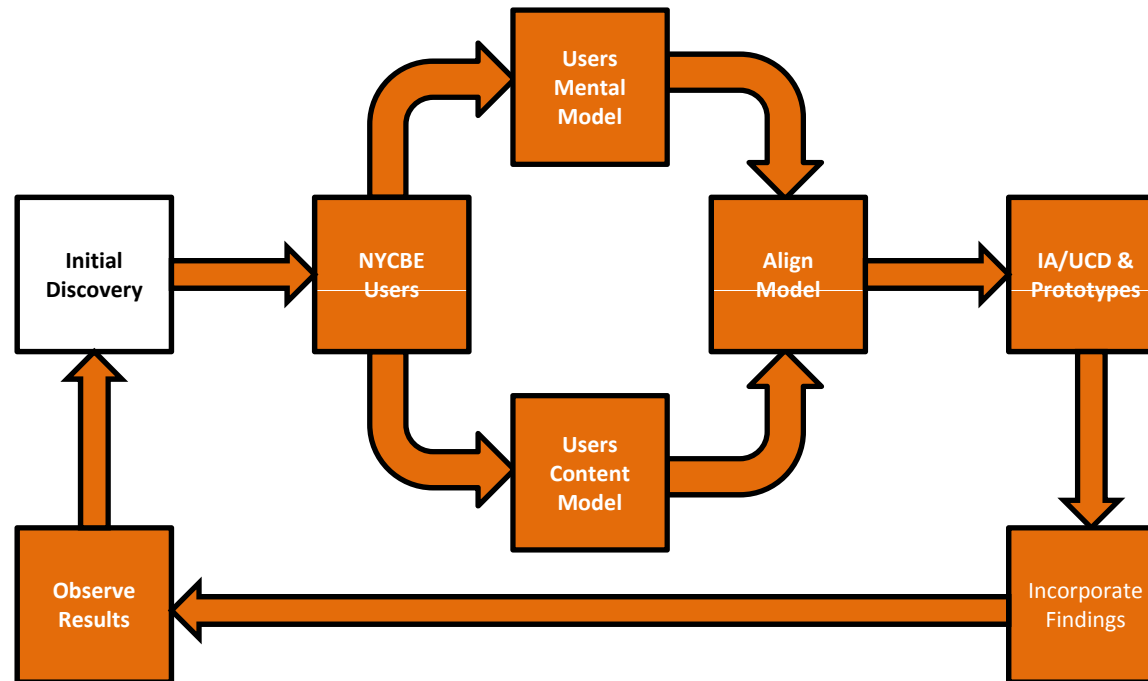 Users
Mental
Model
Initial
Discovery
NYCBE
Users
Align
Model
IA/UCD &
Prototypes
Users
Content
Model
Observe
Results
Incorporate
Findings